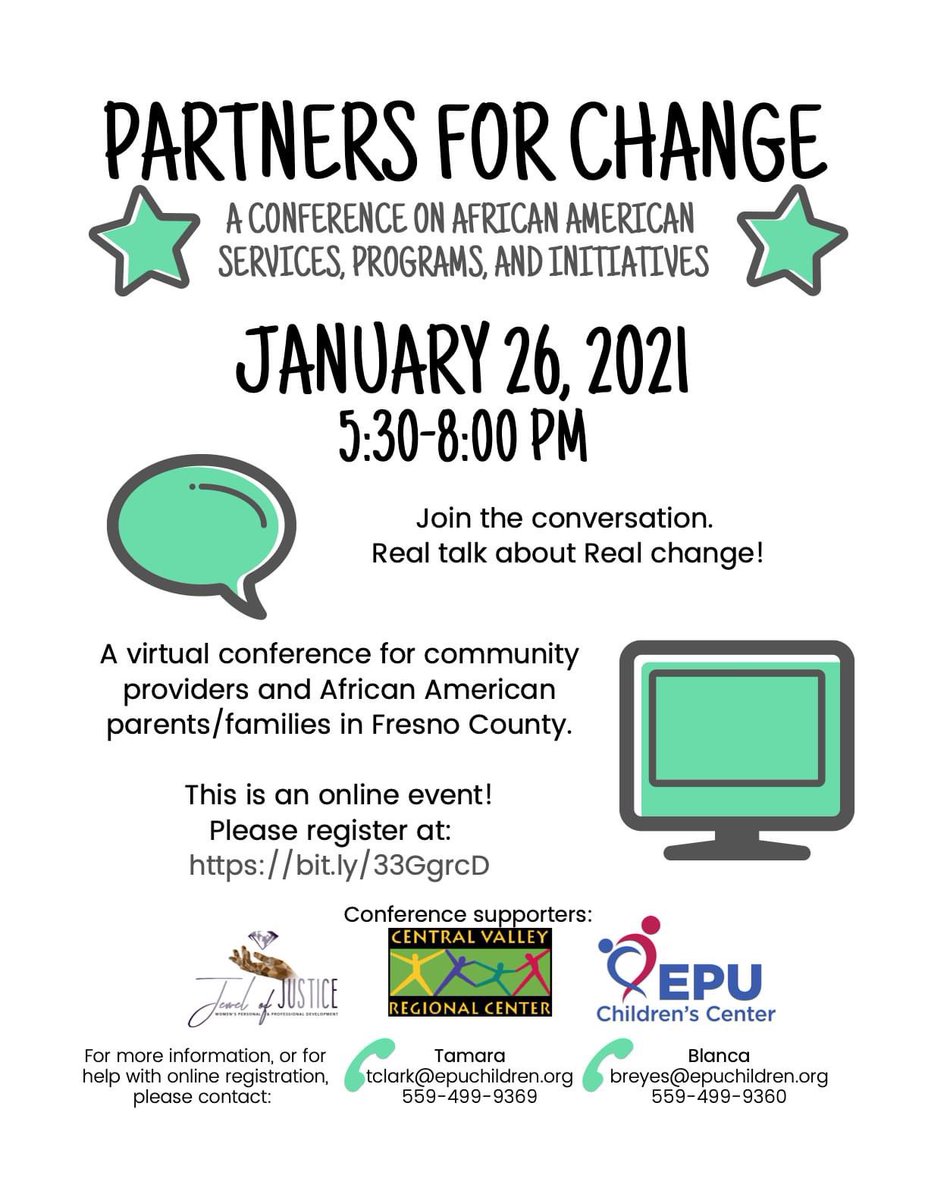 PARTNERS FOR CHANGE
A CONFERENCE ON AFRICAN AMERICAN
SERVICES, PROGRAMS, AND INITIATIVES
JANUARY 26, 2021
5:30-8:00 PM
Join the conversation.
Real talk about Real change!
A virtual conference for community
providers and African American
parents/families in Fresno County.
This is an online event!
Please register at:
https://bit.ly/33GgrcD
Conference supporters:
Jewel of JUSTICE
WOMEN'S PERSONAL & PROFESSIONAL DEVELOPMENT
CENTRAL VALLEY
REGIONAL CENTER
EPU
Children's Center
For more information, or for
help with online registration,
please contact:
Tamara
tclark@epuchildren.org
559-499-9369
Blanca
breyes@epuchildren.org
559-499-9360